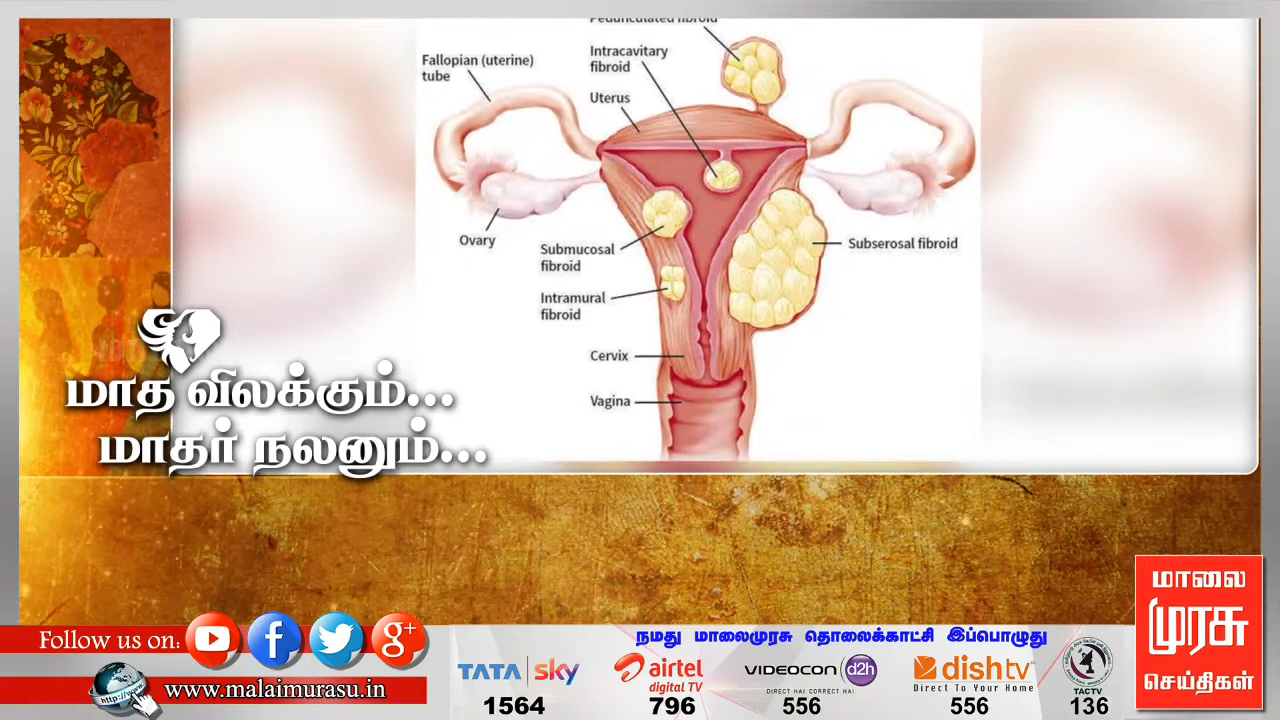 Pedunculated fibroid
Intracavitary
fibroid
Fallopian (uterine)
tube
Uterus
Ovary
Submucosal
fibroid
Subserosal fibroid
Intramural
fibroid
Cervix
Vagina
மாத விலக்கும்...
மாதர் நலனும்...
மாலை
முரசு
செய்திகள்
Follow us on:
g+
நமது மாலைமுரசு தொலைக்காட்சி இப்பொழுது
TATA sky
1564
airtel
digital TV
796
VIDEOCON d2h
DIRECT HAI CORRECT HAI
556
dishtv
Direct To Your Home
556
TACTV
136
http://www
www.malaimurasu.in